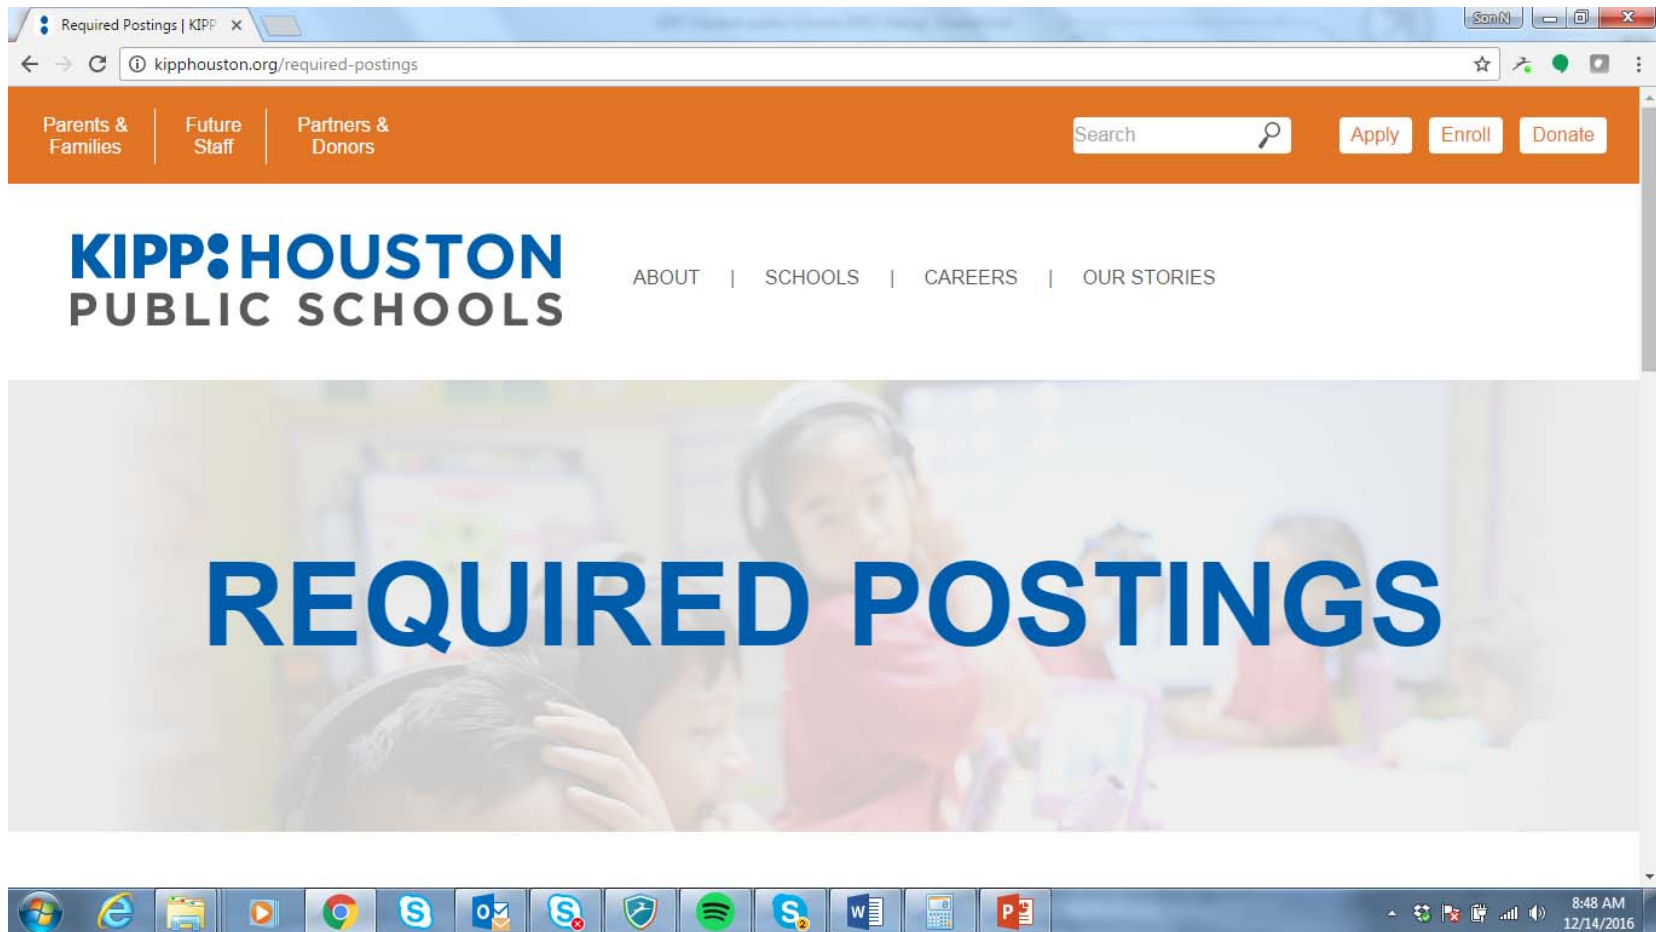 Required Postings | KIPP
Son N
kipphouston.org/required-postings
Parents &
Families
Future
Staff
Partners &
Donors
Search
Apply
Enroll
Donate
KIPP:HOUSTON
PUBLIC SCHOOLS
ABOUT | SCHOOLS | CAREERS | OUR STORIES
REQUIRED POSTINGS
8:48 AM
12/14/2016